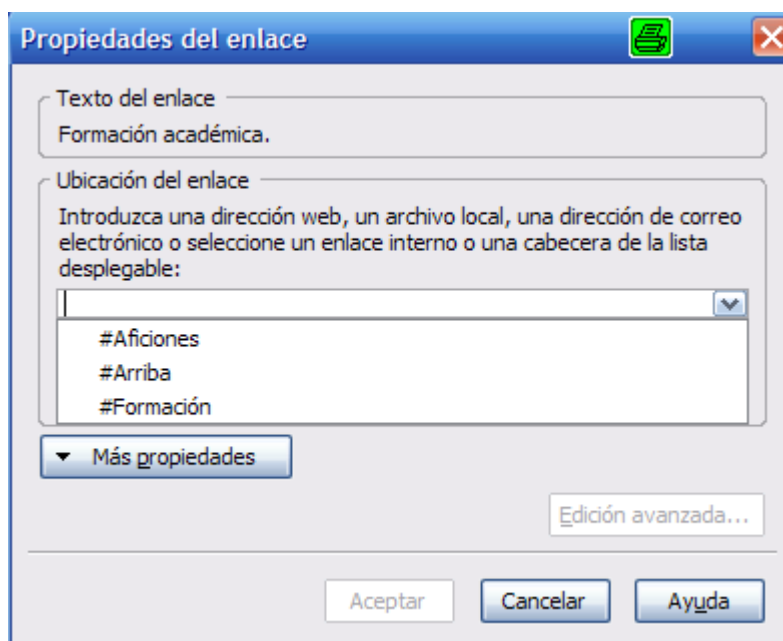 Propiedades del enlace
Texto del enlace
Formación académica.
Ubicación del enlace
Introduzca una dirección web, un archivo local, una dirección de correo
electrónico o seleccione un enlace interno o una cabecera de la lista
desplegable:
#Aficiones
#Arriba
#Formación
Más propiedades
Edición avanzada...
Aceptar
Cancelar
Ayuda